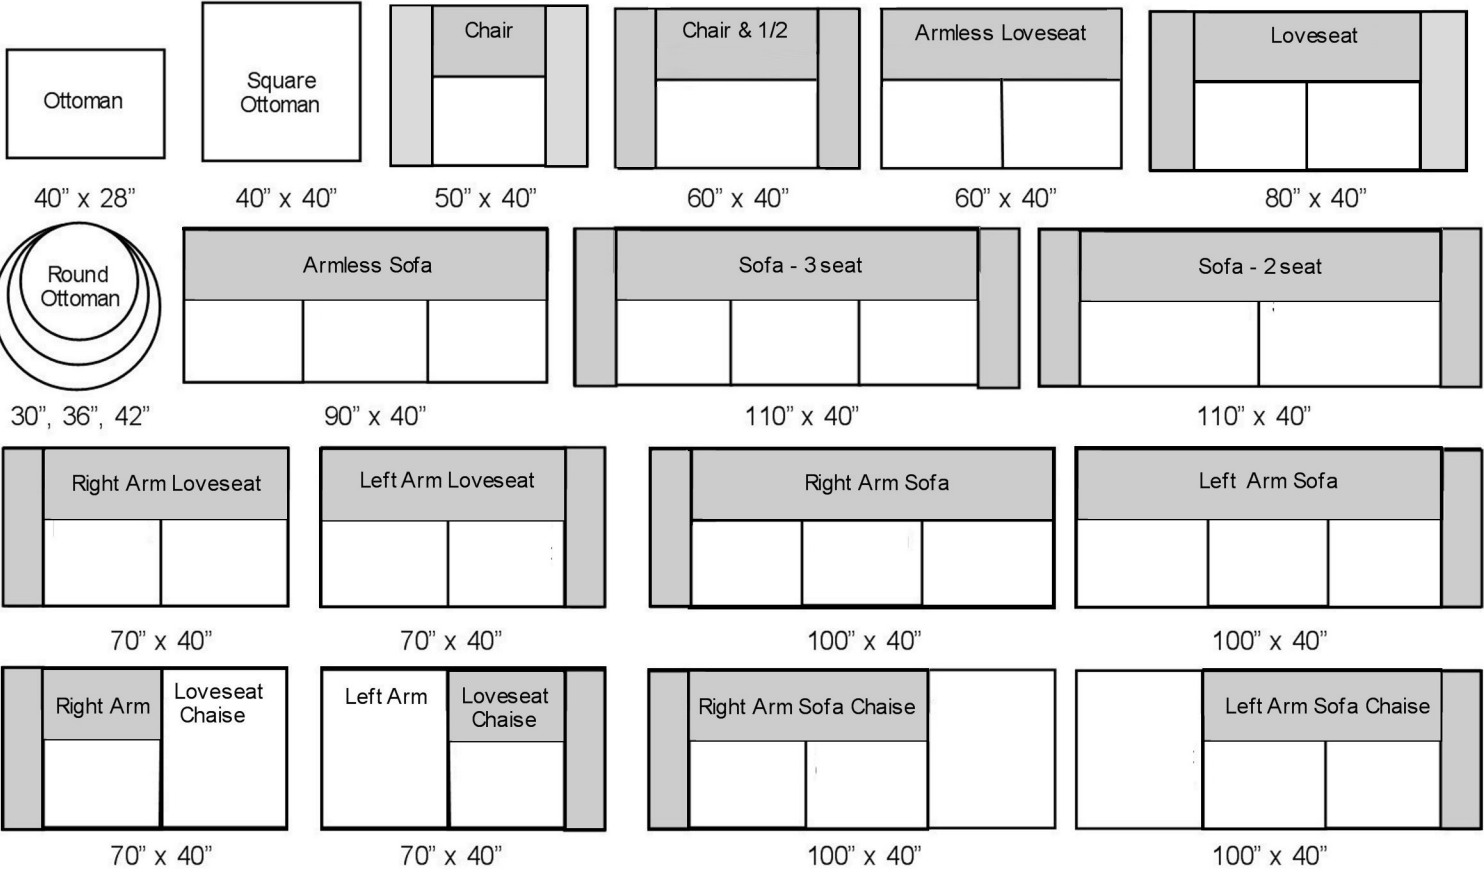 Ottoman
40” x 28”
Square
Ottoman
40” x 40”
Chair
50” x 40”
Chair & 1/2
60” x 40”
Armless Loveseat
60” x 40”
Loveseat
80” x 40”
Round
Ottoman
30”, 36”, 42”
Armless Sofa
90” x 40”
Sofa - 3 seat
110” x 40”
Sofa - 2 seat
110” x 40”
Right Arm Loveseat
70” x 40”
Left Arm Loveseat
70” x 40”
Right Arm Sofa
100” x 40”
Left Arm Sofa
100” x 40”
Right Arm Loveseat
Chaise
70” x 40”
Left Arm Loveseat
Chaise
70” x 40”
Right Arm Sofa Chaise
100” x 40”
Left Arm Sofa Chaise
100” x 40”